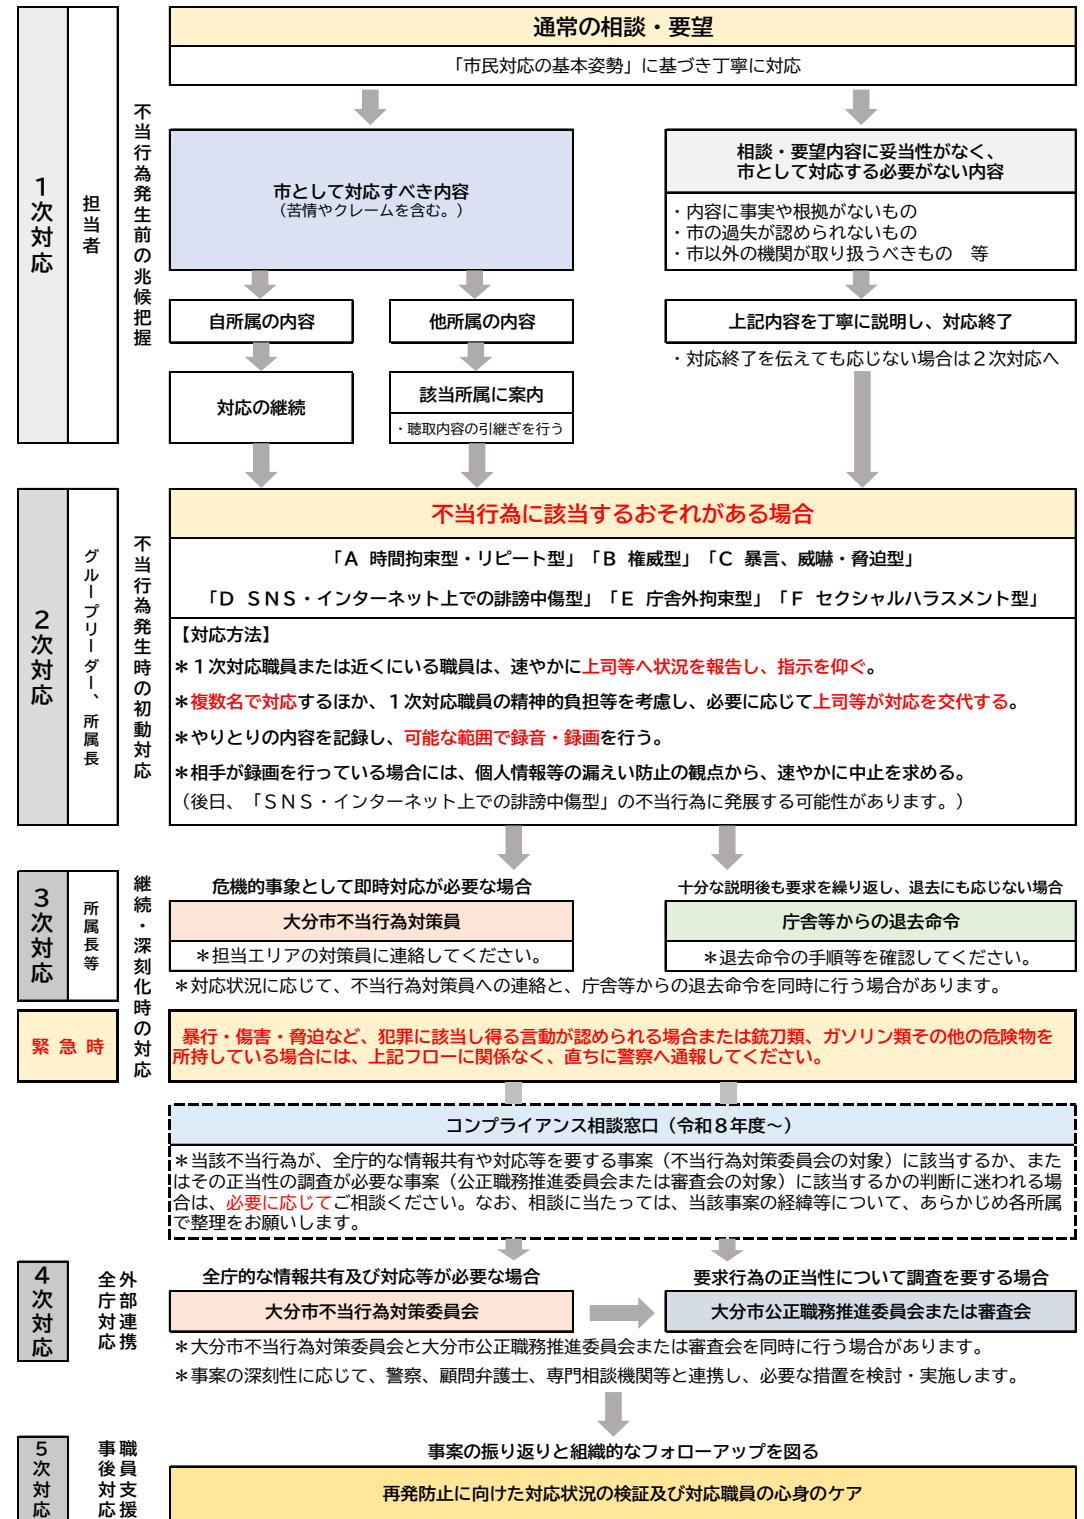 通常の相談・要望
「市民対応の基本姿勢」に基づき丁寧に対応
1次対応
担当者
不当行為発生前の兆候把握
市として対応すべき内容
（苦情やクレームを含む。）
相談・要望内容に妥当性がなく、
市として対応する必要がない内容
・内容に事実や根拠がないもの
・市の過失が認められないもの
・市以外の機関が取り扱うべきもの　等
自所属の内容
他所属の内容
上記内容を丁寧に説明し、対応終了
・対応終了を伝えても応じない場合は２次対応へ
対応の継続
該当所属に案内
・聴取内容の引継ぎを行う
2次対応
グループリーダー、所属長
不当行為発生時の初動対応
不当行為に該当するおそれがある場合
「A 時間拘束型・リピート型」「B 権威型」「C 暴言、威嚇・脅迫型」
「D ＳＮＳ・インターネット上での誹謗中傷型」「E 庁舎外拘束型」「F セクシャルハラスメント型」
【対応方法】
＊１次対応職員または近くにいる職員は、速やかに上司等へ状況を報告し、指示を仰ぐ。
＊複数名で対応するほか、１次対応職員の精神的負担等を考慮し、必要に応じて上司等が対応を交代する。
＊やりとりの内容を記録し、可能な範囲で録音・録画を行う。
＊相手が録画を行っている場合には、個人情報等の漏えい防止の観点から、速やかに中止を求める。
（後日、「ＳＮＳ・インターネット上での誹謗中傷型」の不当行為に発展する可能性があります。）
3次対応
所属長等
継続・深刻化時の対応
危機的事象として即時対応が必要な場合
十分な説明後も要求を繰り返し、退去にも応じない場合
大分市不当行為対策員
庁舎等からの退去命令
＊担当エリアの対策員に連絡してください。
＊退去命令の手順等を確認してください。
＊対応状況に応じて、不当行為対策員への連絡と、庁舎等からの退去命令を同時に行う場合があります。
緊急時
暴行・傷害・脅迫など、犯罪に該当し得る言動が認められる場合または銃刀類、ガソリン類その他の危険物を
所持している場合には、上記フローに関係なく、直ちに警察へ通報してください。
コンプライアンス相談窓口（令和８年度～）
＊当該不当行為が、全庁的な情報共有や対応等を要する事案（不当行為対策委員会の対象）に該当するか、また
はその正当性の調査が必要な事案（公正職務推進委員会または審査会の対象）に該当するかの判断に迷われる場
合は、必要に応じてご相談ください。なお、相談に当たっては、当該事案の経緯等について、あらかじめ各所属
で整理をお願いします。
4次対応
外部連携
全庁対応
全庁的な情報共有及び対応等が必要な場合
要求行為の正当性について調査を要する場合
大分市不当行為対策委員会
大分市公正職務推進委員会または審査会
＊大分市不当行為対策委員会と大分市公正職務推進委員会または審査会を同時に行う場合があります。
＊事案の深刻性に応じて、警察、顧問弁護士、専門相談機関等と連携し、必要な措置を検討・実施します。
5次対応
職員支援
事後対応
事案の振り返りと組織的なフォローアップを図る
再発防止に向けた対応状況の検証及び対応職員の心身のケア